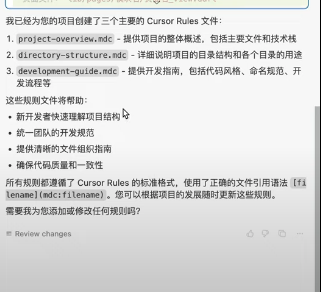 我已经为您的项目创建了三个主要的 Cursor Rules 文件：
1. project-overview.mdc - 提供项目的整体概述，包括主要文件和技术栈
2. directory-structure.mdc - 详细说明项目的目录结构和各个目录的用途
3. development-guide.mdc - 提供开发指南，包括代码风格、命名规范、开
发流程等
这些规则文件将帮助：
• 新开发者快速理解项目结构
• 统一团队的开发规范
• 提供清晰的文件组织指南
• 确保代码质量和一致性
所有规则都遵循了 Cursor Rules 的标准格式，使用了正确的文件引用语法 [fi
lename](mdc:filename)。您可以根据项目的发展随时更新这些规则。
需要我为您添加或修改任何规则吗？
Review changes